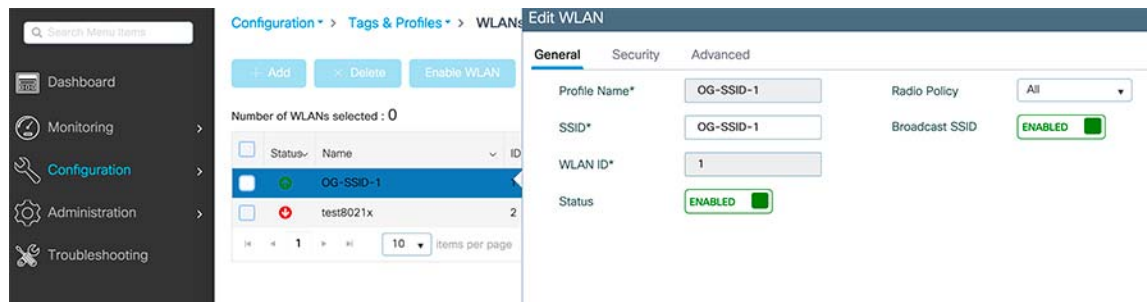 Search Menu Items
Dashboard
Monitoring
Configuration
Administration
Troubleshooting
Configuration > Tags & Profiles > WLANs
+ Add × Delete Enable WLAN
Number of WLANs selected : 0
Status Name ID
OG-SSID-1 1
test8021x 2
1 10 items per page
Edit WLAN
General Security Advanced
Profile Name* OG-SSID-1 Radio Policy All
SSID* OG-SSID-1 Broadcast SSID ENABLED
WLAN ID* 1
Status ENABLED